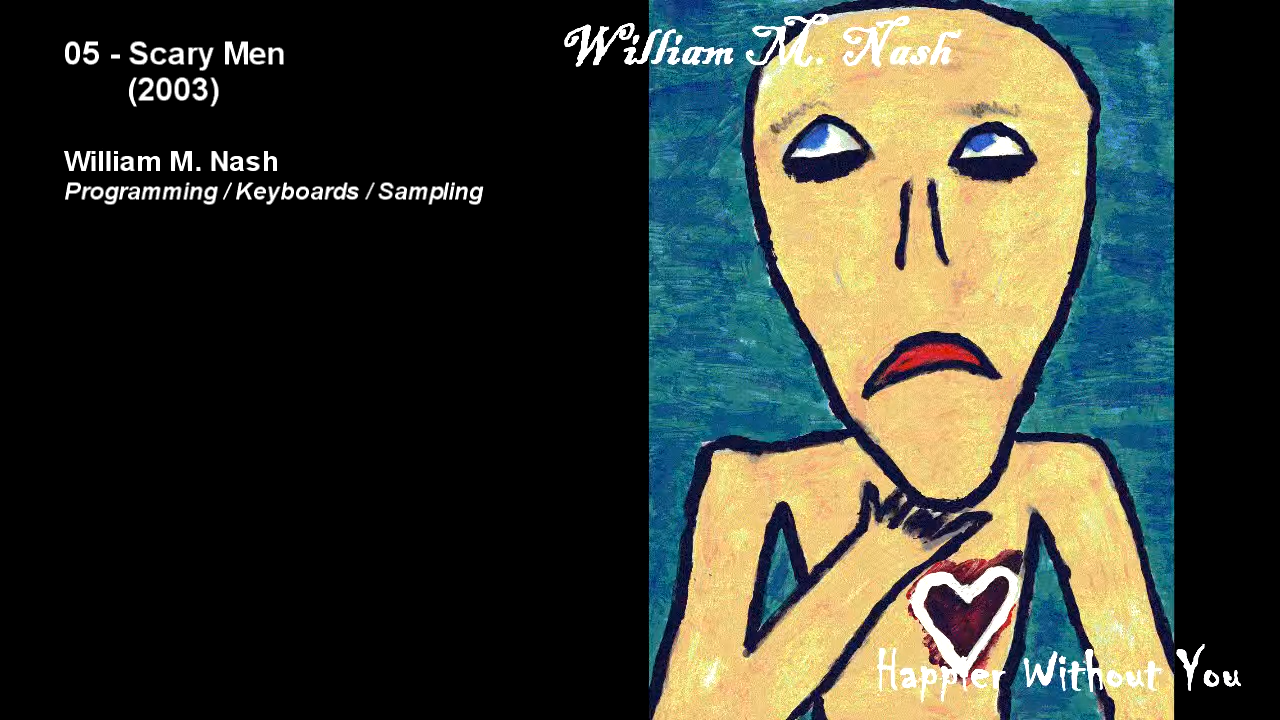 05 - Scary Men
(2003)
William M. Nash
Programming / Keyboards / Sampling
William M. Nash
Happier Without You